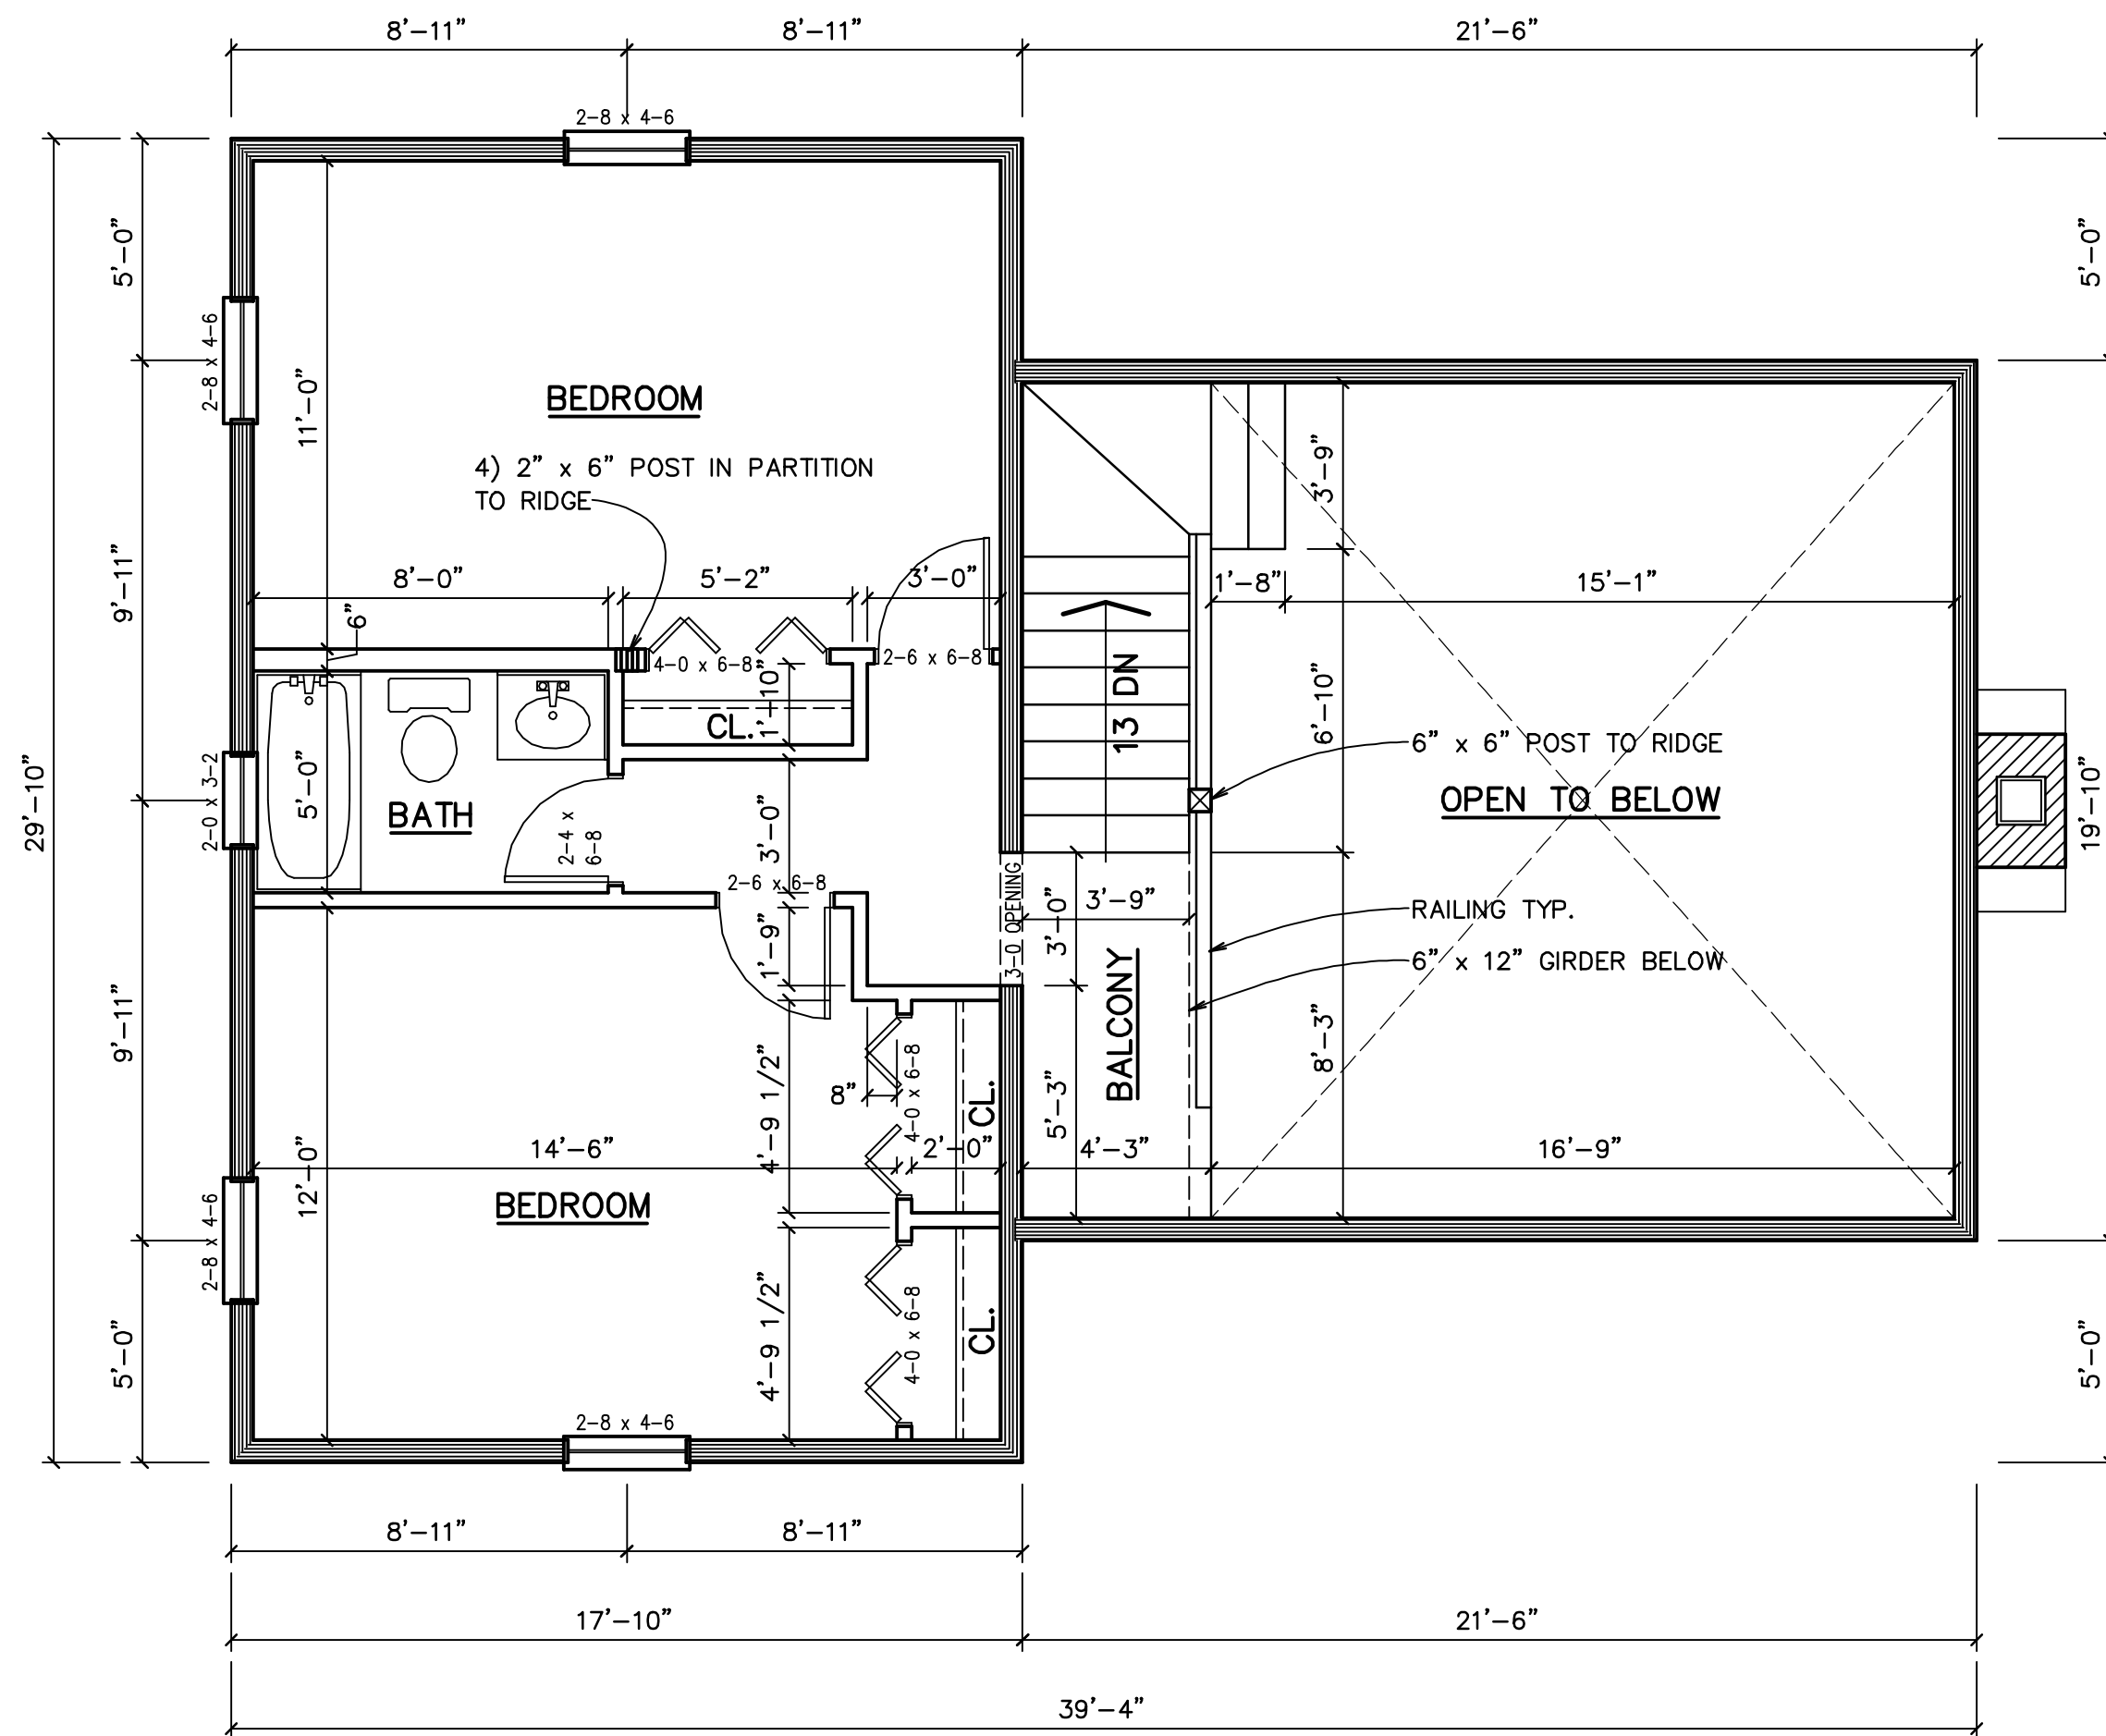 8'-11"
8'-11"
21'-6"
2-8 x 4-6
5'-0"
5'-0"
2-8 x 4-6
11'-0"
BEDROOM
4) 2" x 6" POST IN PARTITION
TO RIDGE
3'-9"
9'-11"
8'-0"
5'-2"
3'-0"
1'-8"
15'-1"
6"
4-0 x 6-8
2-6 x 6-8
1'-10"
CL.
13 DN
6'-10"
6" x 6" POST TO RIDGE
29'-10"
2-0 x 3-2
5'-0"
BATH
2-4 x
6-8
3'-0"
OPEN TO BELOW
19'-10"
2-6 x 6-8
3-0 OPENING
3'-9"
3'-0"
RAILING TYP.
1'-9"
6" x 12" GIRDER BELOW
9'-11"
BALCONY
8'-3"
4'-9 1/2"
8"
4-0 x 6-8
CL.
5'-3"
12'-0"
14'-6"
2'-0"
4'-3"
16'-9"
BEDROOM
2-8 x 4-6
4'-9 1/2"
4-0 x 6-8
CL.
5'-0"
5'-0"
2-8 x 4-6
8'-11"
8'-11"
17'-10"
21'-6"
39'-4"